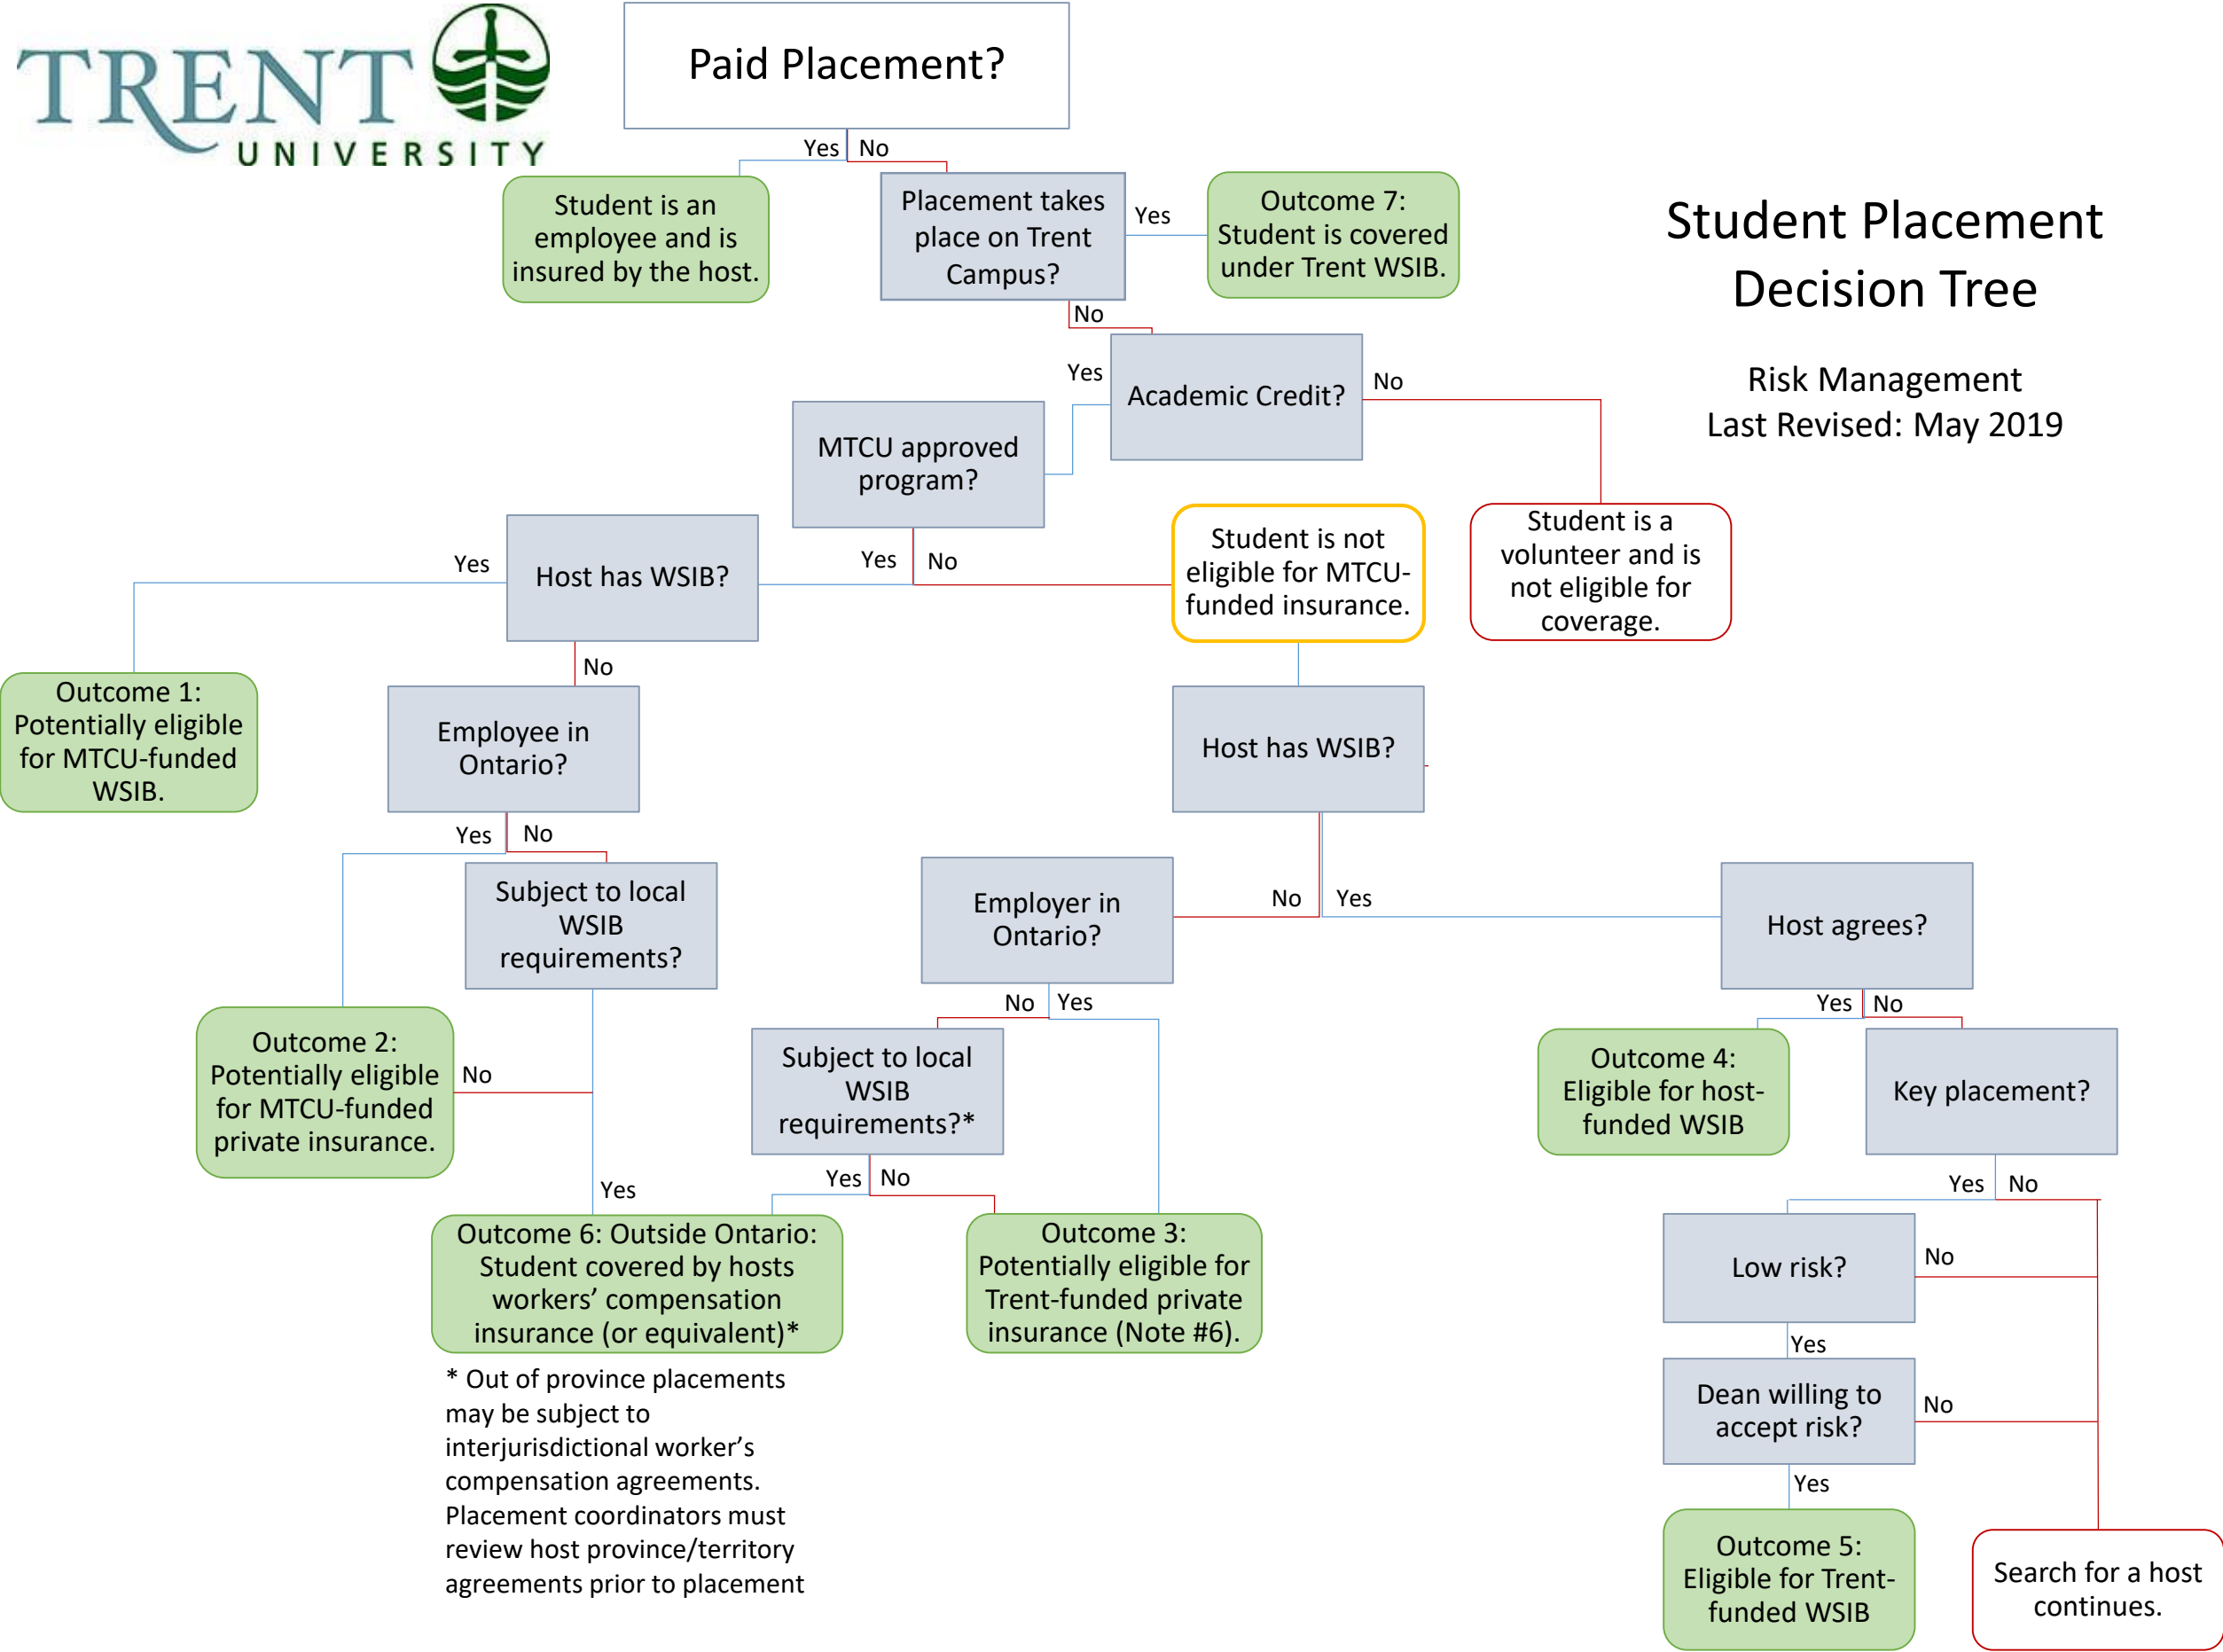 TRENT
UNIVERSITY
Paid Placement?
Yes
No
Student is an
employee and is
insured by the host.
Placement takes
place on Trent
Campus?
Yes
Outcome 7:
Student is covered
under Trent WSIB.
Student Placement
Decision Tree
Risk Management
Last Revised: May 2019
No
Yes
Academic Credit?
No
MTCU approved
program?
Yes
No
Student is not
eligible for MTCU-
funded insurance.
Student is a
volunteer and is
not eligible for
coverage.
Yes
Host has WSIB?
No
Outcome 1:
Potentially eligible
for MTCU-funded
WSIB.
Employee in
Ontario?
Host has WSIB?
Yes
No
Subject to local
WSIB
requirements?
Employer in
Ontario?
No
Yes
Host agrees?
No
Yes
Yes
No
Outcome 2:
Potentially eligible
for MTCU-funded
private insurance.
No
Subject to local
WSIB
requirements?*
Outcome 4:
Eligible for host-
funded WSIB
Key placement?
Yes
Yes
No
Yes
No
Outcome 6: Outside Ontario:
Student covered by hosts
workers’ compensation
insurance (or equivalent)*
Outcome 3:
Potentially eligible for
Trent-funded private
insurance (Note #6).
Low risk?
No
Yes
* Out of province placements
may be subject to
interjurisdictional worker’s
compensation agreements.
Placement coordinators must
review host province/territory
agreements prior to placement
Dean willing to
accept risk?
No
Yes
Outcome 5:
Eligible for Trent-
funded WSIB
Search for a host
continues.